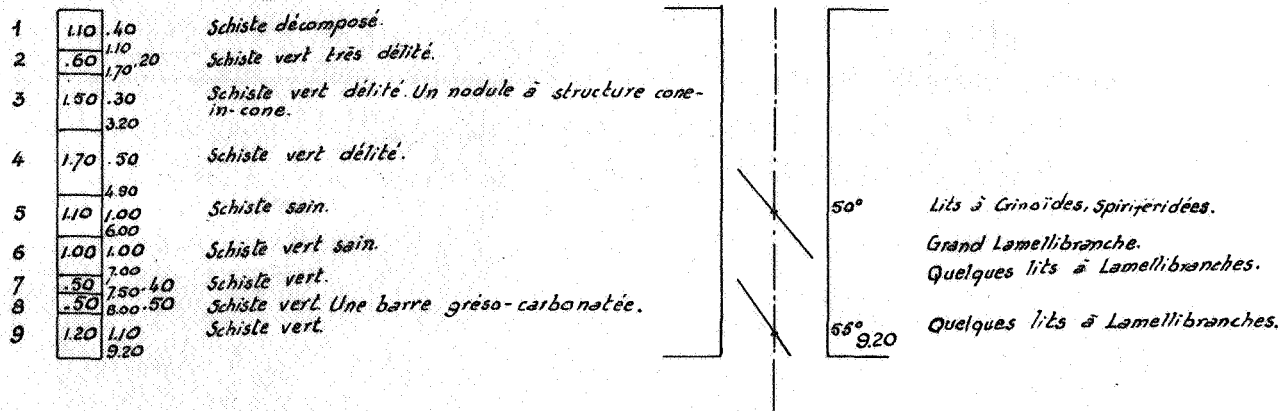 1 1.10 .40 Schiste décomposé.
1.10
2 .60 .20 Schiste vert très délité.
1.70
3 1.50 .30 Schiste vert délité. Un nodule à structure cone-
in-cone.
3.20
4 1.70 .50 Schiste vert délité.
4.90
5 1.10 1.00 Schiste sain. 50° Lits à Crinoïdes, Spiriféridées.
6.00
6 1.00 1.00 Schiste vert sain. Grand Lamellibranche.
7.00 Quelques lits à Lamellibranches.
7 .50 .40 Schiste vert.
7.50
8 .50 .50 Schiste vert Une barre gréso-carbonatée.
8.00
9 1.20 1.10 Schiste vert. 55° Quelques lits à Lamellibranches.
9.20 9.20